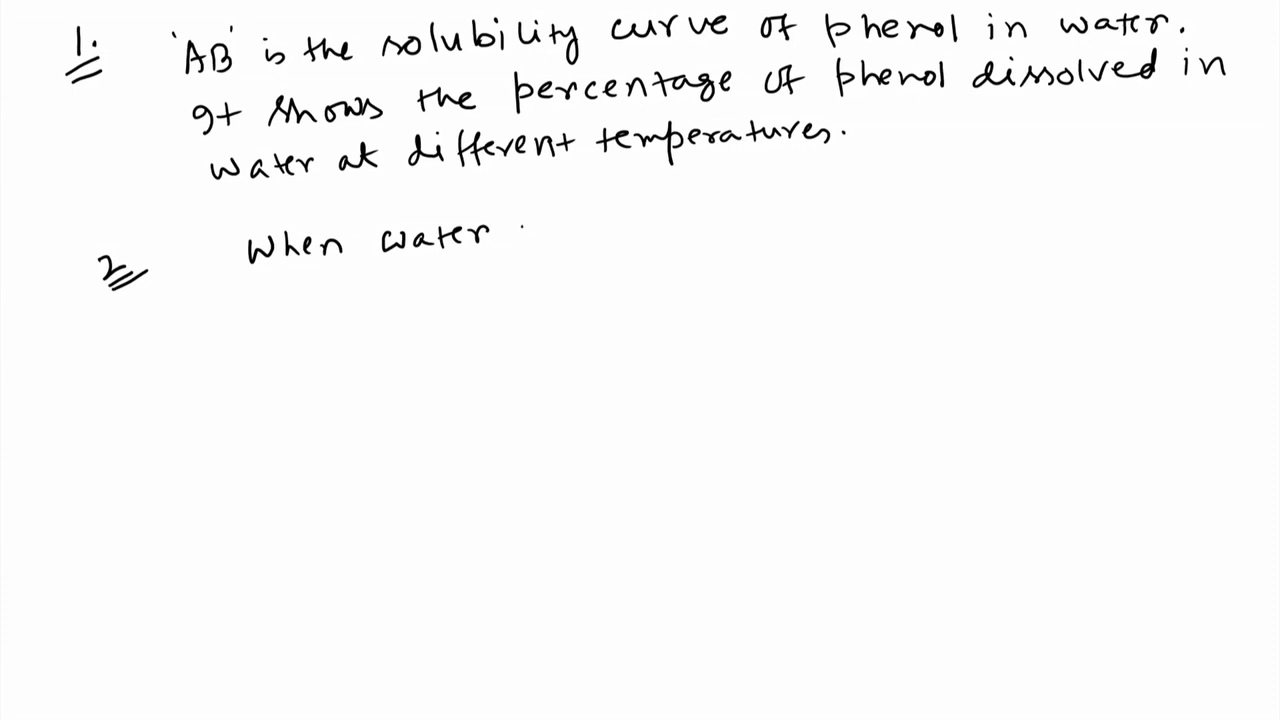 1. 'AB' is the solubility curve of phenol in water.
It shows the percentage of phenol dissolved in
water at different temperatures.
2 When water